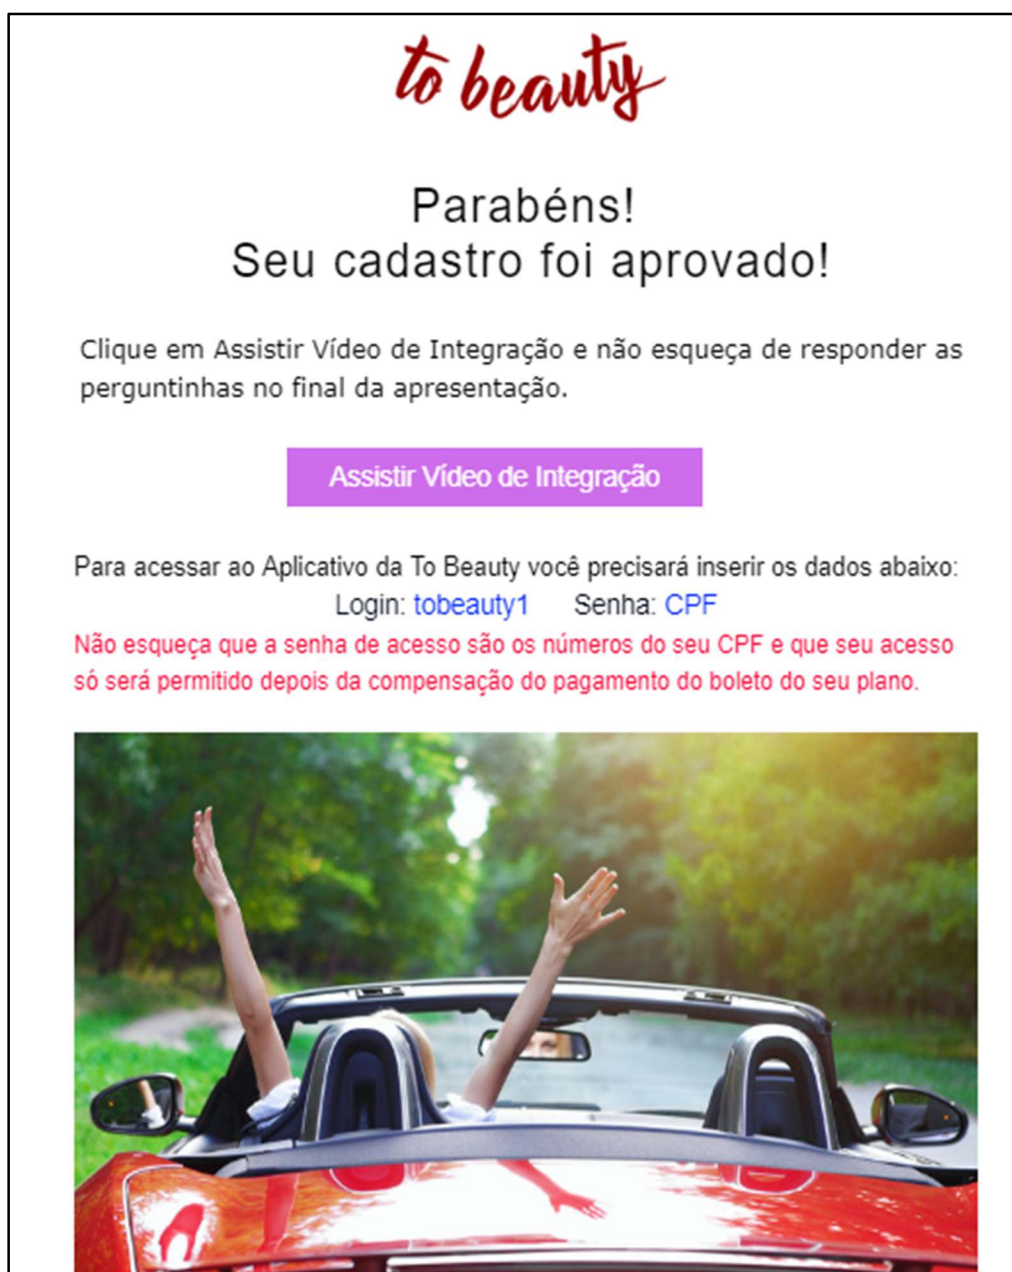 to beauty
Parabéns!
Seu cadastro foi aprovado!
Clique em Assistir Vídeo de Integração e não esqueça de responder as
perguntinhas no final da apresentação.
Assistir Vídeo de Integração
Para acessar ao Aplicativo da To Beauty você precisará inserir os dados abaixo:
Login: tobeauty1 Senha: CPF
Não esqueça que a senha de acesso são os números do seu CPF e que seu acesso
só será permitido depois da compensação do pagamento do boleto do seu plano.